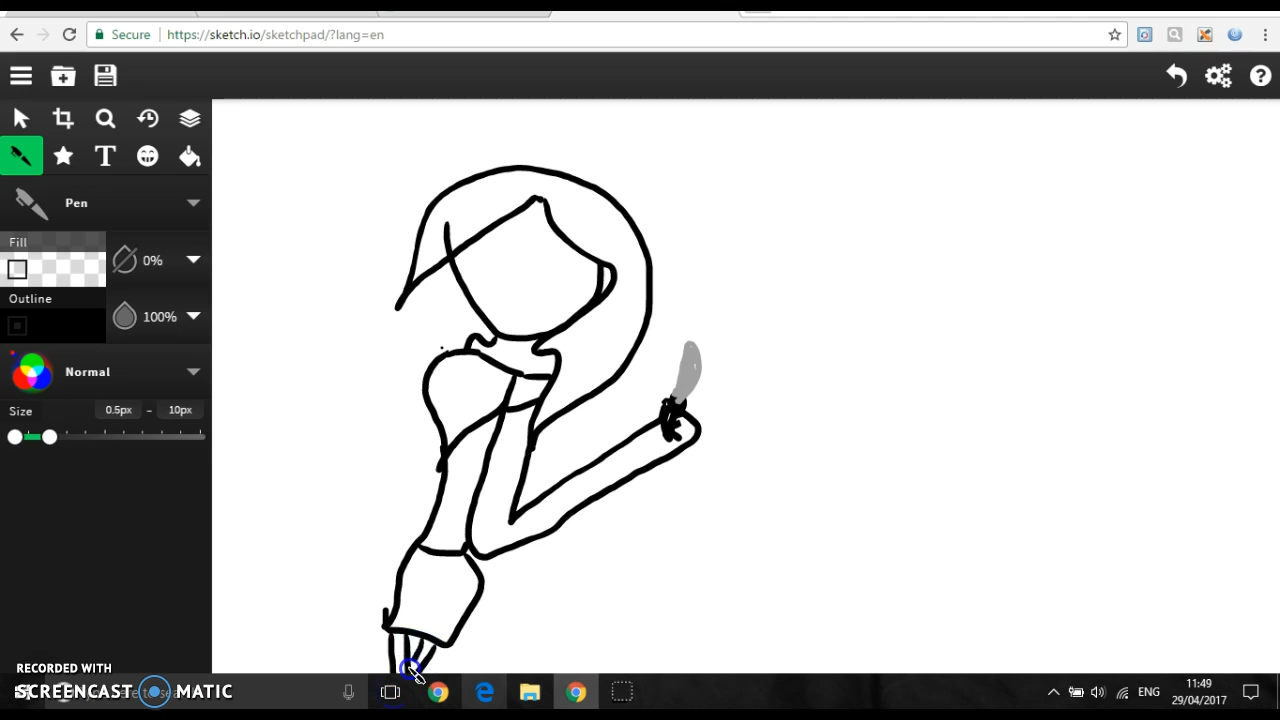 Secure https://sketch.io/sketchpad/?lang=en
T
Pen
Fill
0%
Outline
100%
Normal
Size 0.5px - 10px
RECORDED WITH
SCREENCAST MATIC
ENG
11:49
29/04/2017